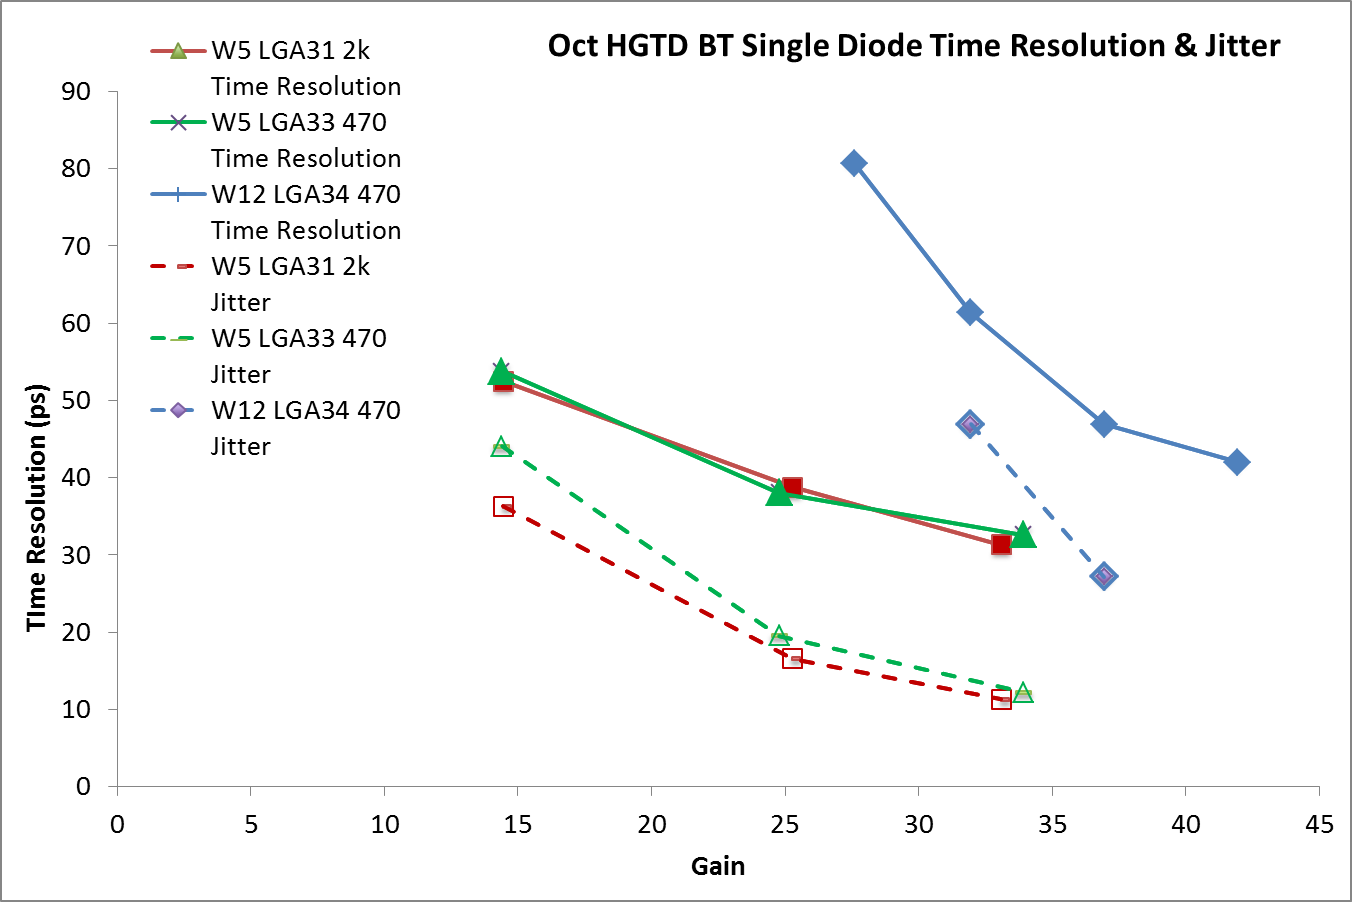 Oct HGTD BT Single Diode Time Resolution & Jitter
W5 LGA31 2k
Time Resolution
W5 LGA33 470
Time Resolution
W12 LGA34 470
Time Resolution
W5 LGA31 2k
Jitter
W5 LGA33 470
Jitter
W12 LGA34 470
Jitter
TIme Resolution (ps)
90
80
70
60
50
40
30
20
10
0
0 5 10 15 20 25 30 35 40 45
Gain